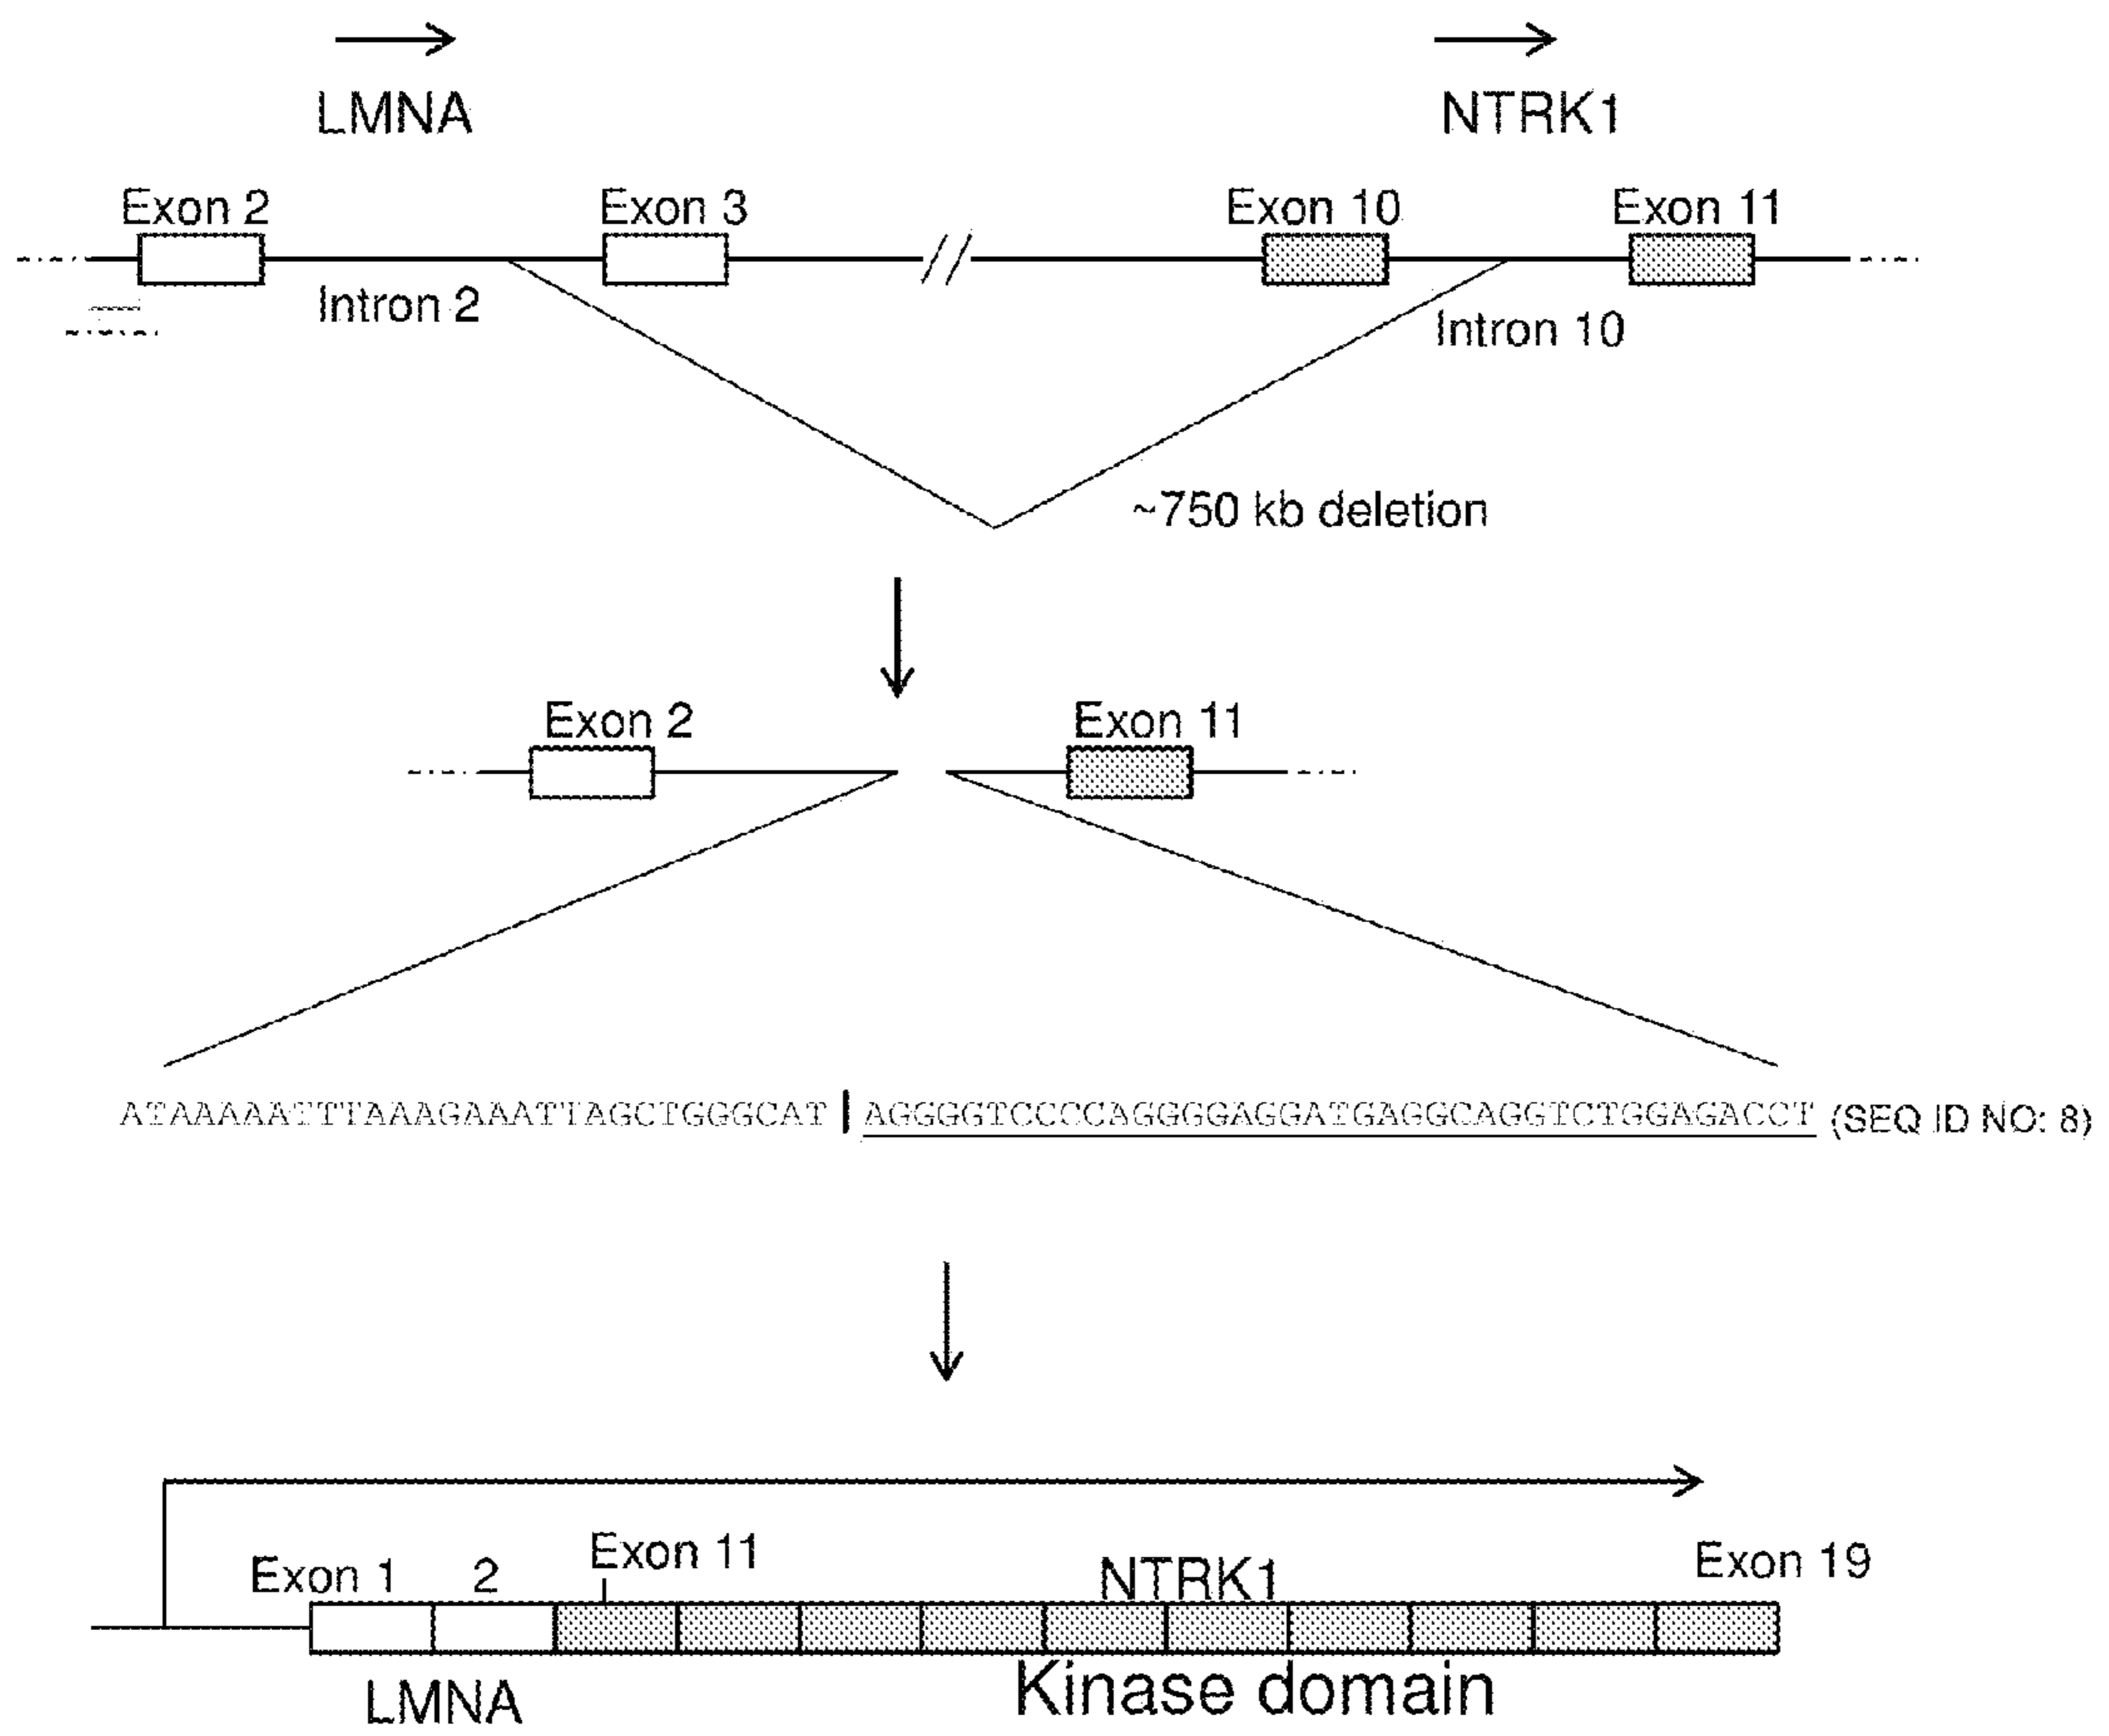 LMNA NTRK1
Exon 2 Exon 3 Exon 10 Exon 11
Intron 2 Intron 10
~750 kb deletion
Exon 2 Exon 11
ATAAAAATTTAAAGAAATTAGCTGGGCAT|AGGGGTCCCCAGGGGAGGATGAGGCAGGTCTGGAGACCT (SEQ ID NO: 8)
Exon 1 2 Exon 11 NTRK1 Exon 19
LMNA Kinase domain